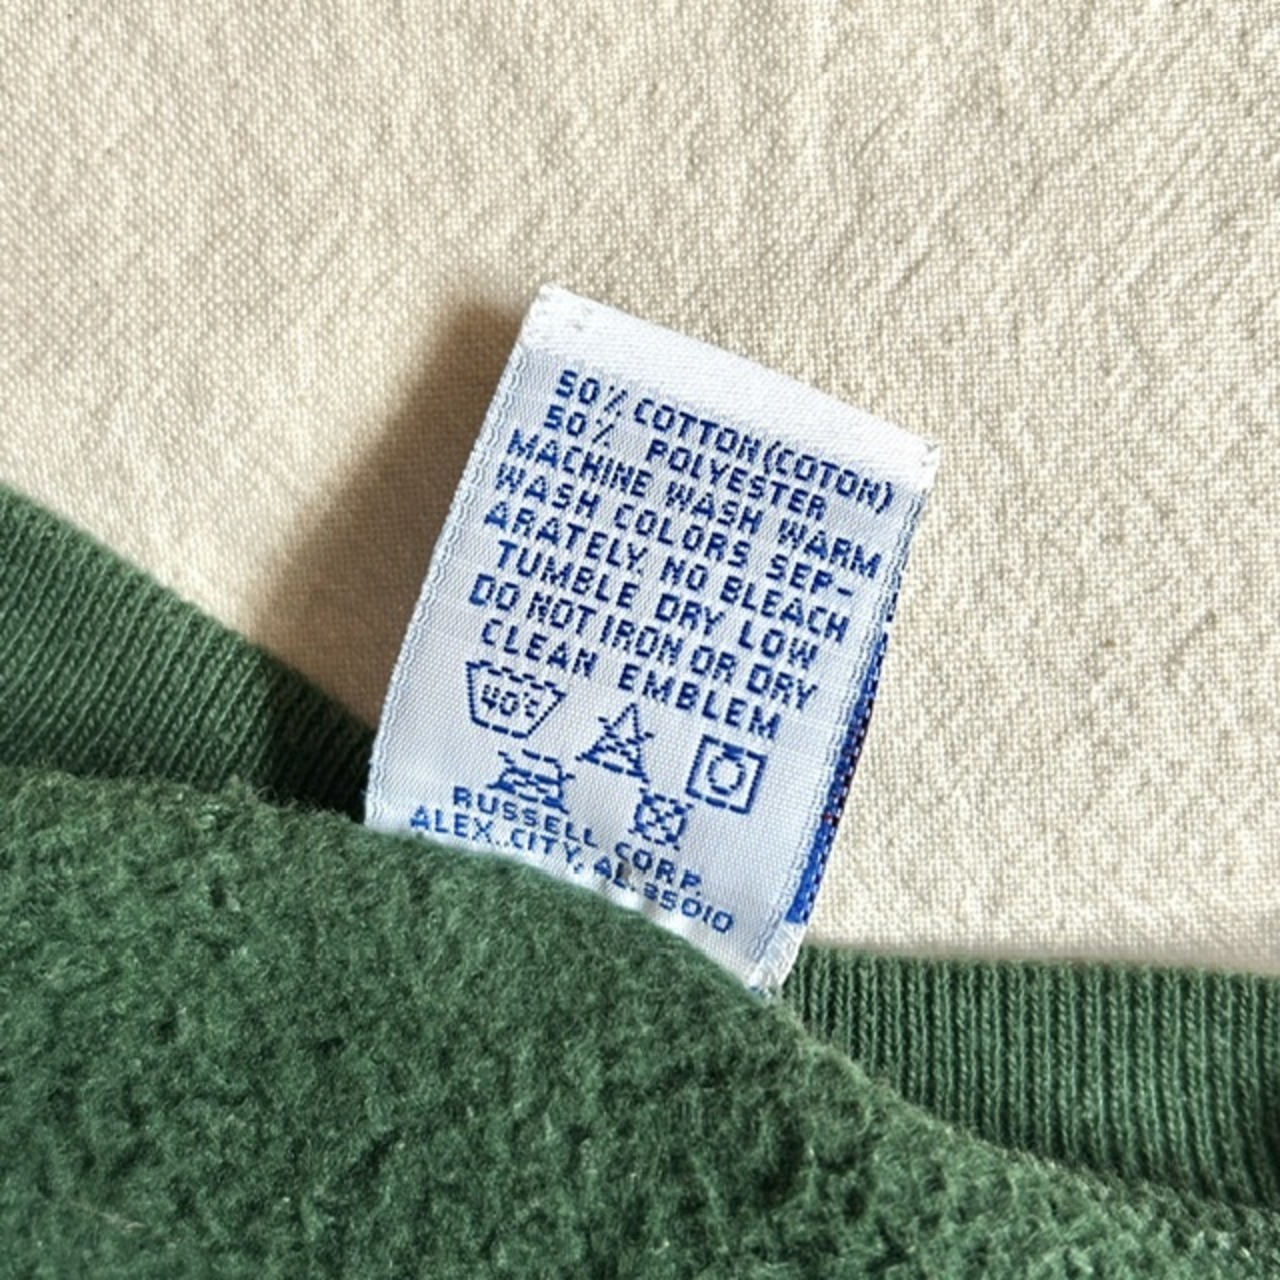 50% COTTON(COTON)
50% POLYESTER
MACHINE WASH WARM
WASH COLORS SEP-
ARATELY. NO BLEACH
TUMBLE DRY LOW
DO NOT IRON OR DRY
CLEAN EMBLEM
40°C
RUSSELL CORP.
ALEX. CITY, AL. 35010